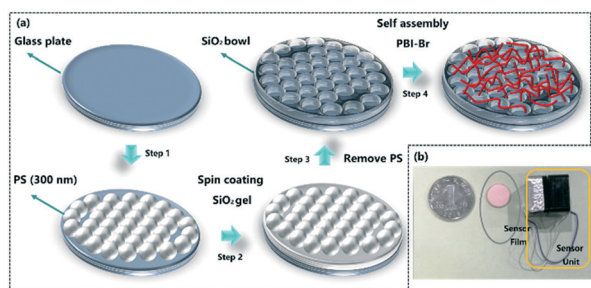 (a)
Glass plate
SiO₂ bowl
Self assembly
PBI-Br
Step 4
Step 1
Step 3
Remove PS
PS (300 nm)
Spin coating
SiO₂ gel
Step 2
(b)
1
Sensor
Film
Sensor
Unit